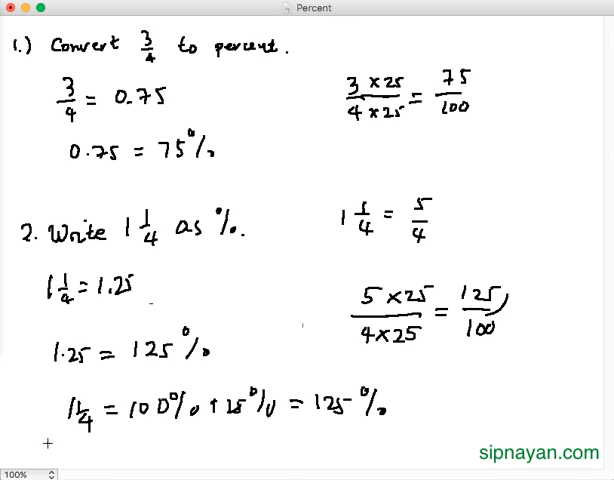 Percent
1.) Convert 3/4 to percent.
3/4 = 0.75
0.75 = 75%
3 × 25 / 4 × 25 = 75/100
2. Write 1 1/4 as %.
1 1/4 = 1.25
1.25 = 125%
1 1/4 = 100% + 25% = 125%
1 1/4 = 5/4
5 × 25 / 4 × 25 = 125/100
sipnayan.com
100%